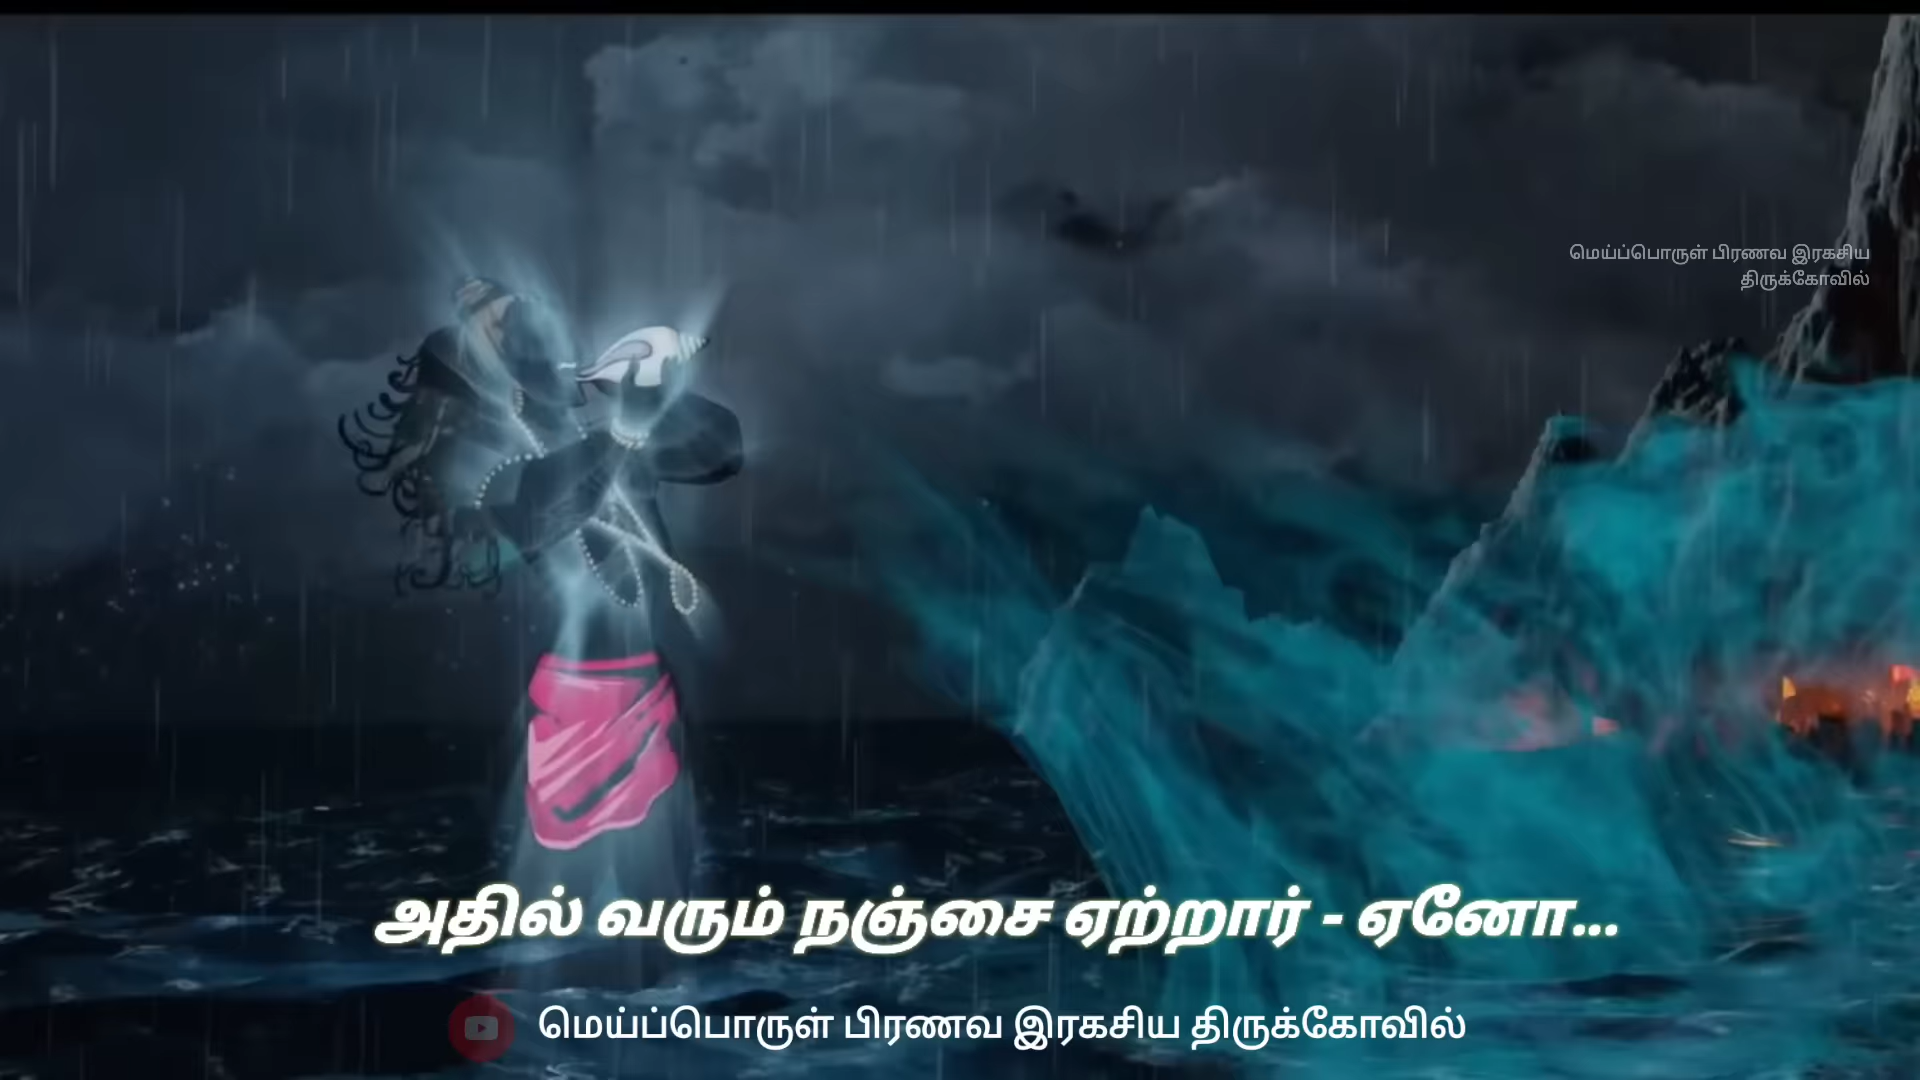 மெய்ப்பொருள் பிரணவ இரகசிய
திருக்கோவில்
அதில் வரும் நஞ்சை ஏற்றார் - ஏனோ...
மெய்ப்பொருள் பிரணவ இரகசிய திருக்கோவில்